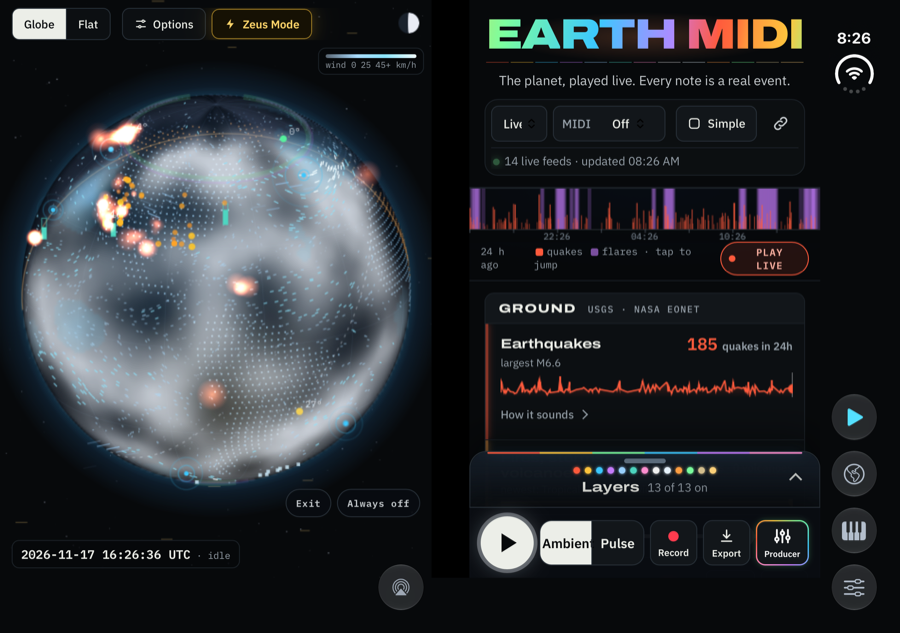 Globe
Flat
Options
Zeus Mode
wind 0 25 45+ km/h
0°
27°
Exit
Always off
2026-11-17 16:26:36 UTC · idle
EARTH MIDI
The planet, played live. Every note is a real event.
Live
MIDI
Off
Simple
14 live feeds · updated 08:26 AM
22:26
04:26
10:26
24 h
ago
quakes
flares · tap to
jump
PLAY
LIVE
GROUND
USGS · NASA EONET
Earthquakes
185 quakes in 24h
largest M6.6
How it sounds
Layers 13 of 13 on
Ambient
Pulse
Record
Export
Producer
8:26